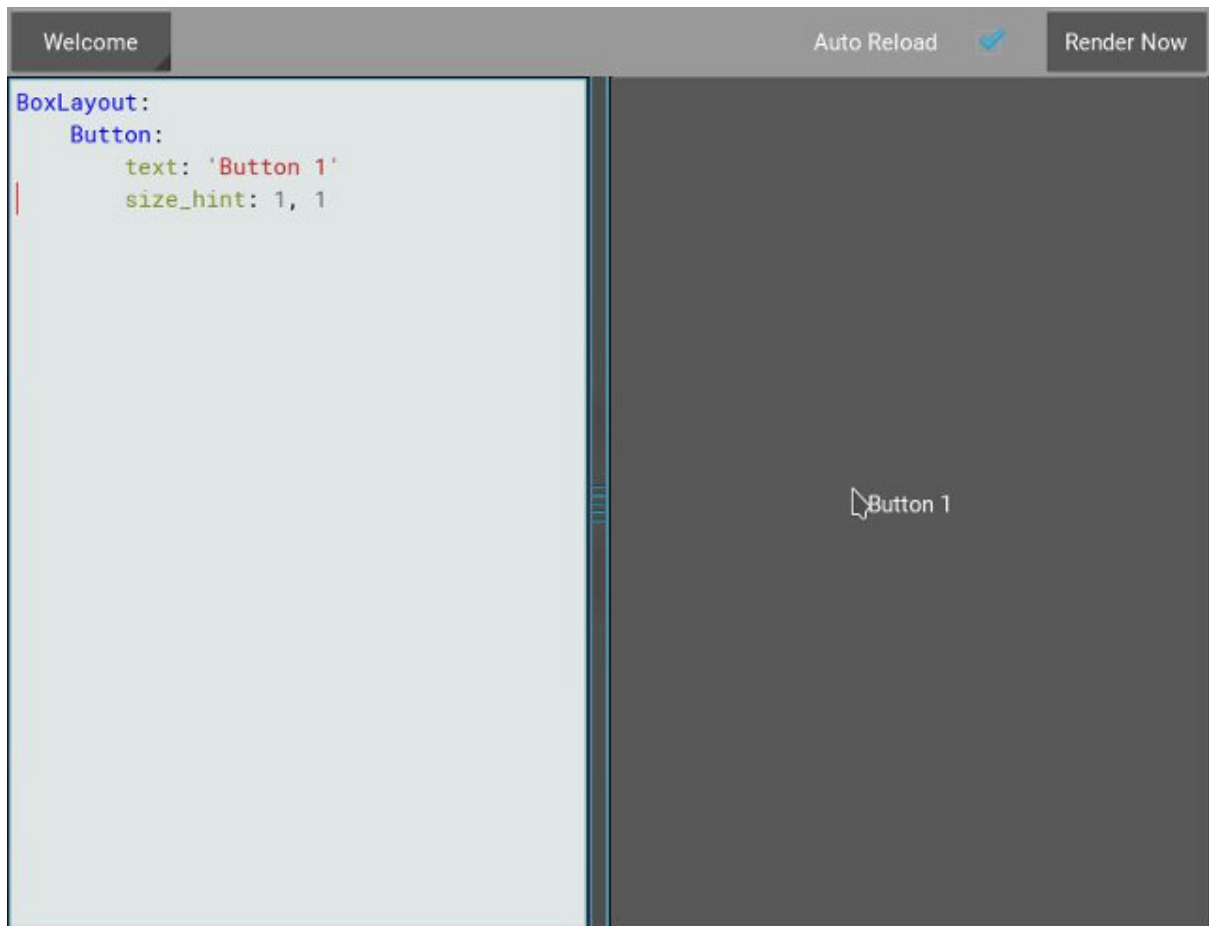 Welcome
Auto Reload
Render Now
BoxLayout:
    Button:
        text: 'Button 1'
        size_hint: 1, 1
Button 1